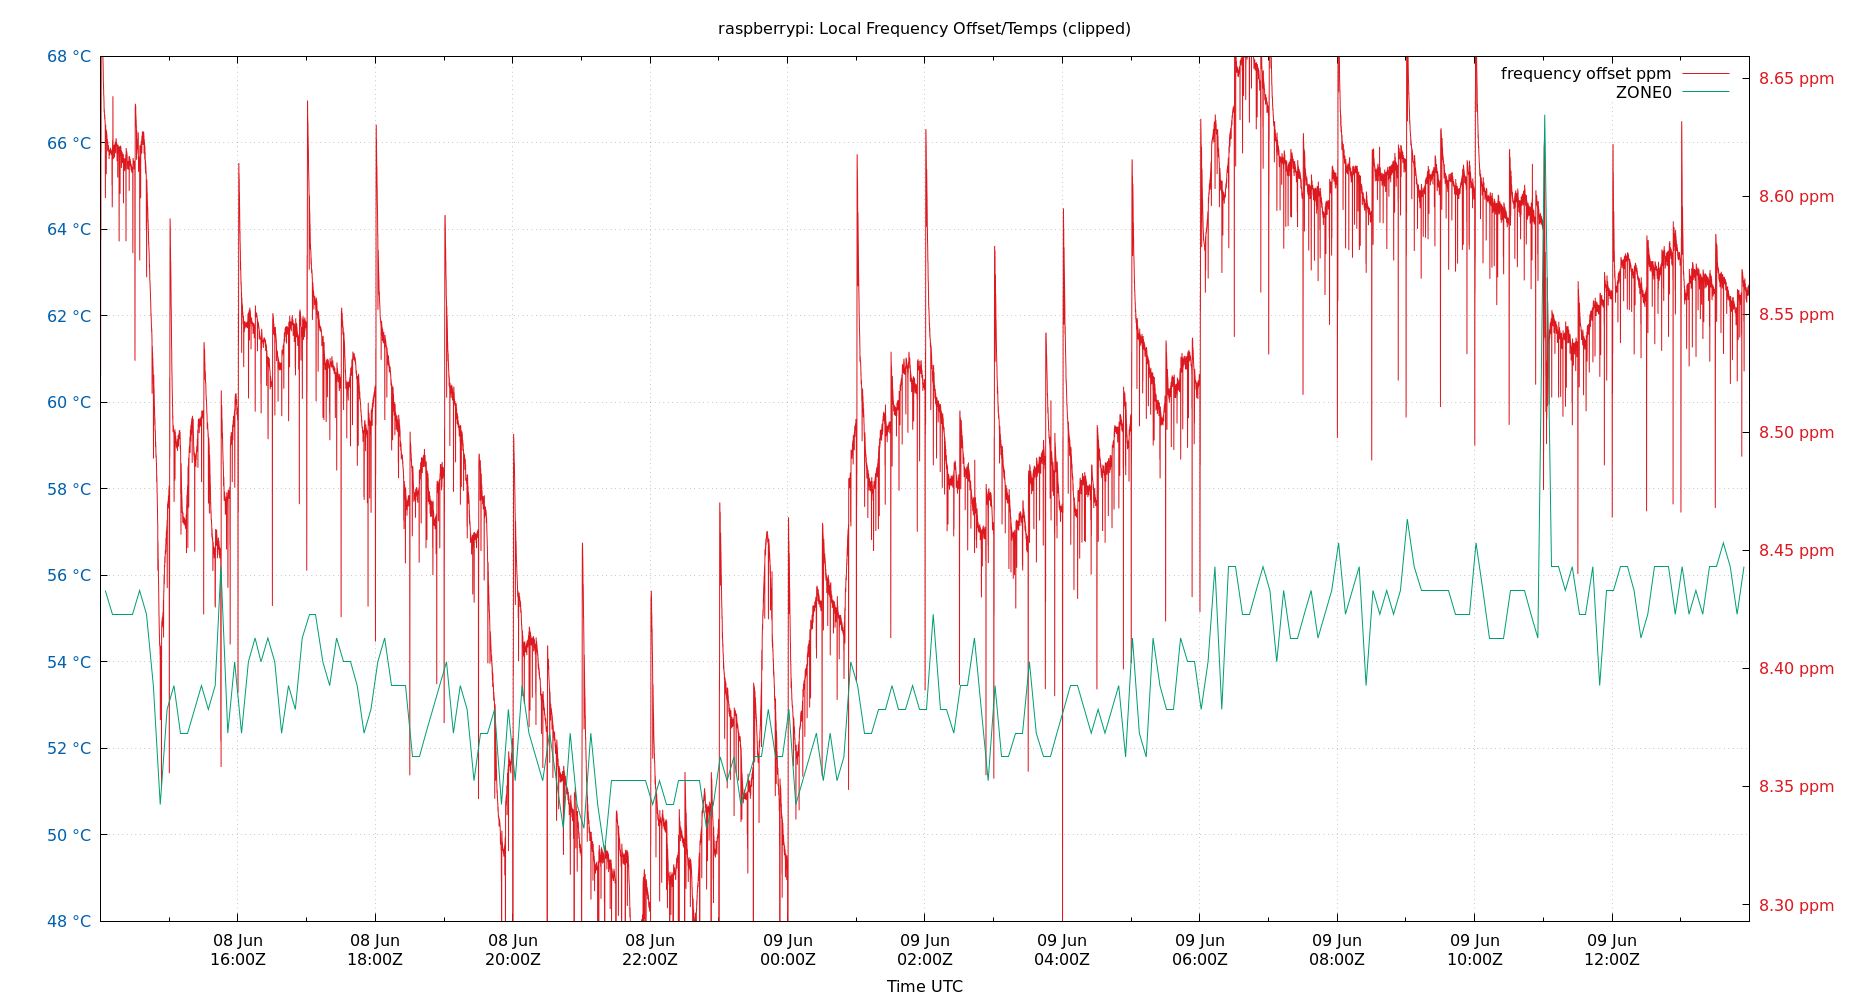 raspberrypi: Local Frequency Offset/Temps (clipped)
frequency offset ppm
ZONE0
68 °C
66 °C
64 °C
62 °C
60 °C
58 °C
56 °C
54 °C
52 °C
50 °C
48 °C
8.65 ppm
8.60 ppm
8.55 ppm
8.50 ppm
8.45 ppm
8.40 ppm
8.35 ppm
8.30 ppm
08 Jun 08 Jun 08 Jun 08 Jun 09 Jun 09 Jun 09 Jun 09 Jun 09 Jun 09 Jun 09 Jun
16:00Z 18:00Z 20:00Z 22:00Z 00:00Z 02:00Z 04:00Z 06:00Z 08:00Z 10:00Z 12:00Z
Time UTC